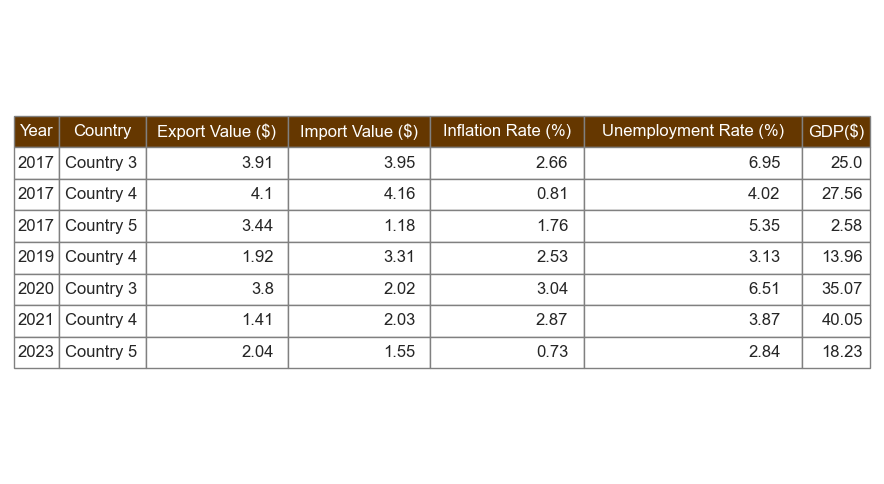 Year Country Export Value ($) Import Value ($) Inflation Rate (%) Unemployment Rate (%) GDP($)
2017 Country 3 3.91 3.95 2.66 6.95 25.0
2017 Country 4 4.1 4.16 0.81 4.02 27.56
2017 Country 5 3.44 1.18 1.76 5.35 2.58
2019 Country 4 1.92 3.31 2.53 3.13 13.96
2020 Country 3 3.8 2.02 3.04 6.51 35.07
2021 Country 4 1.41 2.03 2.87 3.87 40.05
2023 Country 5 2.04 1.55 0.73 2.84 18.23